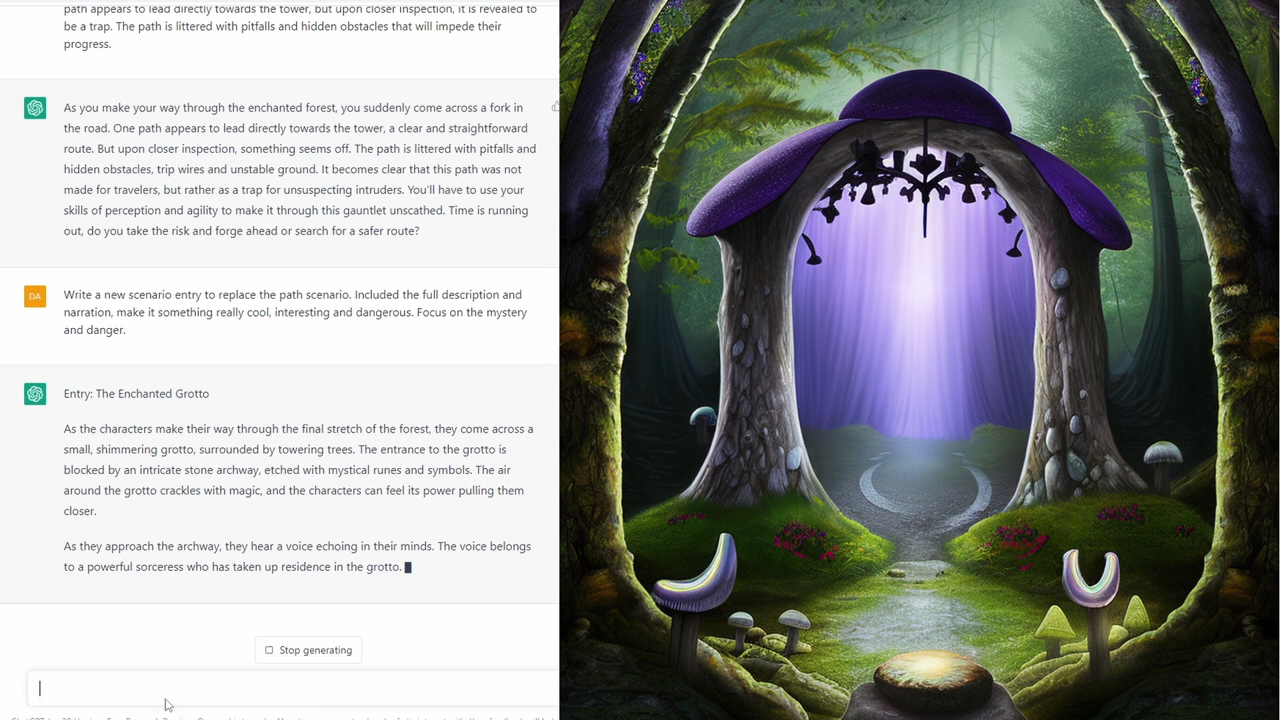 path appears to lead directly towards the tower, but upon closer inspection, it is revealed to
be a trap. The path is littered with pitfalls and hidden obstacles that will impede their
progress.
As you make your way through the enchanted forest, you suddenly come across a fork in
the road. One path appears to lead directly towards the tower, a clear and straightforward
route. But upon closer inspection, something seems off. The path is littered with pitfalls and
hidden obstacles, trip wires and unstable ground. It becomes clear that this path was not
made for travelers, but rather as a trap for unsuspecting intruders. You'll have to use your
skills of perception and agility to make it through this gauntlet unscathed. Time is running
out, do you take the risk and forge ahead or search for a safer route?
DA
Write a new scenario entry to replace the path scenario. Included the full description and
narration, make it something really cool, interesting and dangerous. Focus on the mystery
and danger.
Entry: The Enchanted Grotto
As the characters make their way through the final stretch of the forest, they come across a
small, shimmering grotto, surrounded by towering trees. The entrance to the grotto is
blocked by an intricate stone archway, etched with mystical runes and symbols. The air
around the grotto crackles with magic, and the characters can feel its power pulling them
closer.
As they approach the archway, they hear a voice echoing in their minds. The voice belongs
to a powerful sorceress who has taken up residence in the grotto.
Stop generating